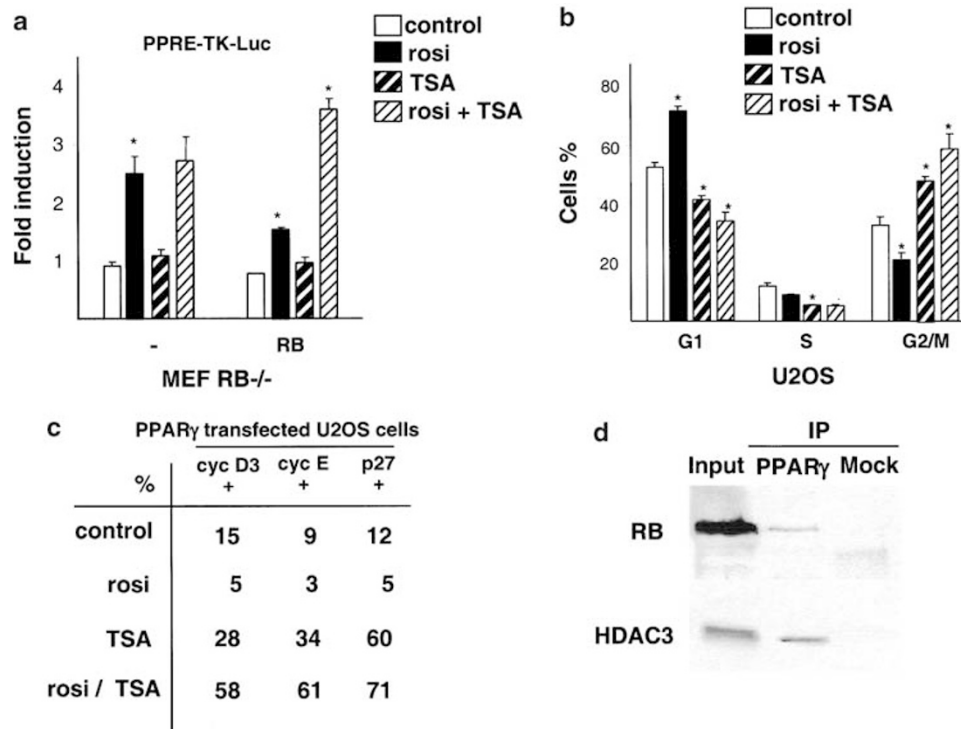 a
PPRE-TK-Luc
control
rosi
TSA
rosi + TSA
Fold induction
4
3
2
1
*
*
*
-
RB
MEF RB-/-
b
control
rosi
TSA
rosi + TSA
Cells %
80
60
40
20
*
*
*
*
*
*
*
G1
S
G2/M
U2OS
c
PPARγ transfected U2OS cells
% cyc D3 + cyc E + p27 +
control 15 9 12
rosi 5 3 5
TSA 28 34 60
rosi / TSA 58 61 71
d
IP
Input PPARγ Mock
RB
HDAC3